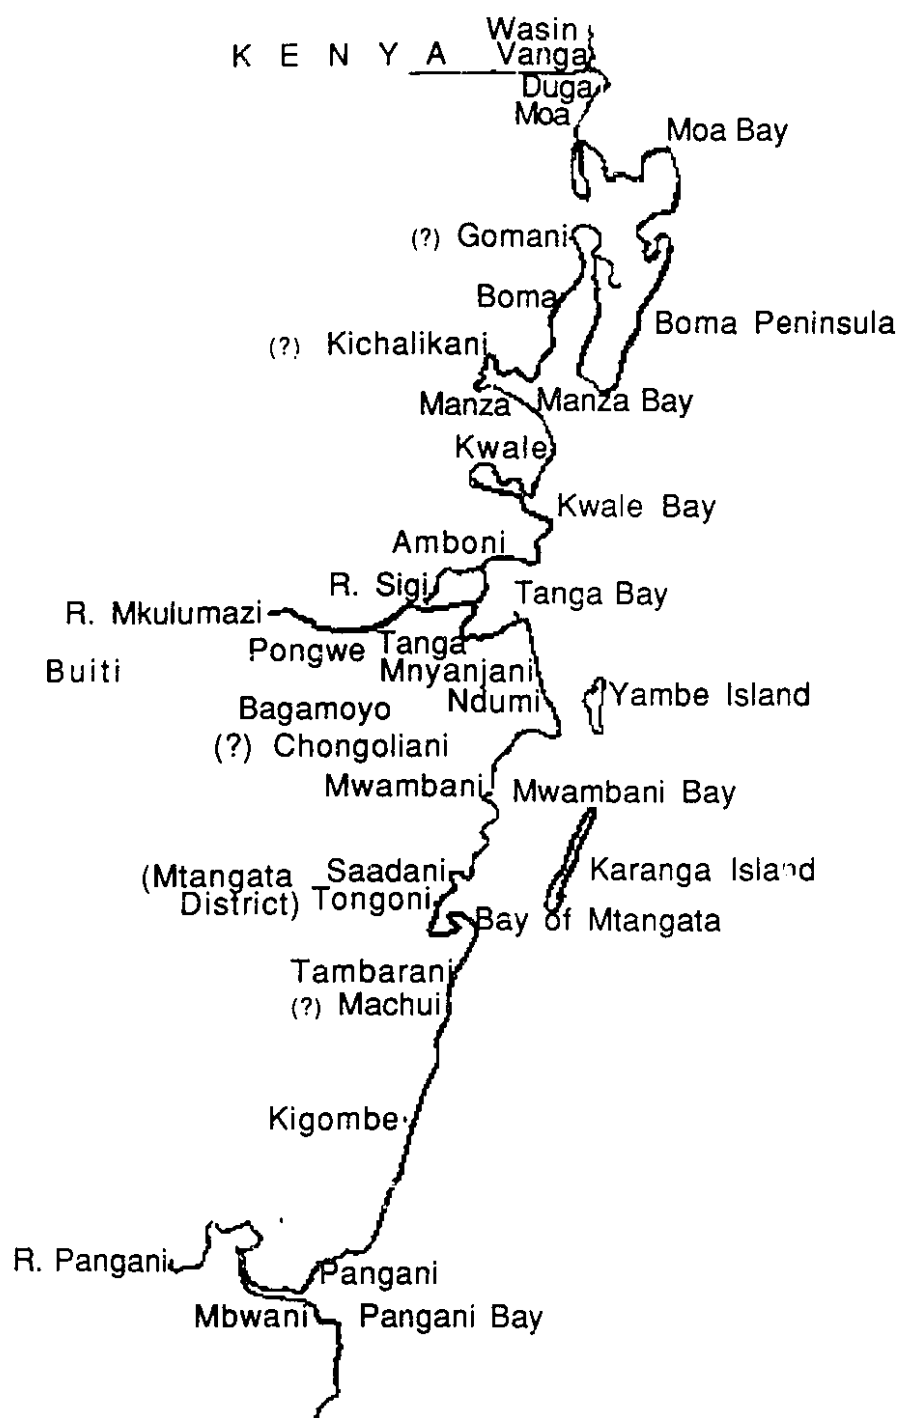 Wasin
K E N Y A Vanga
Duga
Moa
Moa Bay
(?) Gomani
Boma
Boma Peninsula
(?) Kichalikani
Manza Manza Bay
Kwale
Kwale Bay
Amboni
R. Sigi
Tanga Bay
R. Mkulumazi
Pongwe Tanga
Buiti
Mnyanjani
Ndumi
Yambe Island
Bagamoyo
(?) Chongoliani
Mwambani
Mwambani Bay
(Mtangata Saadani
Karanga Island
District) Tongoni
Bay of Mtangata
Tambarani
(?) Machui
Kigombe
R. Pangani
Pangani
Mbwani Pangani Bay